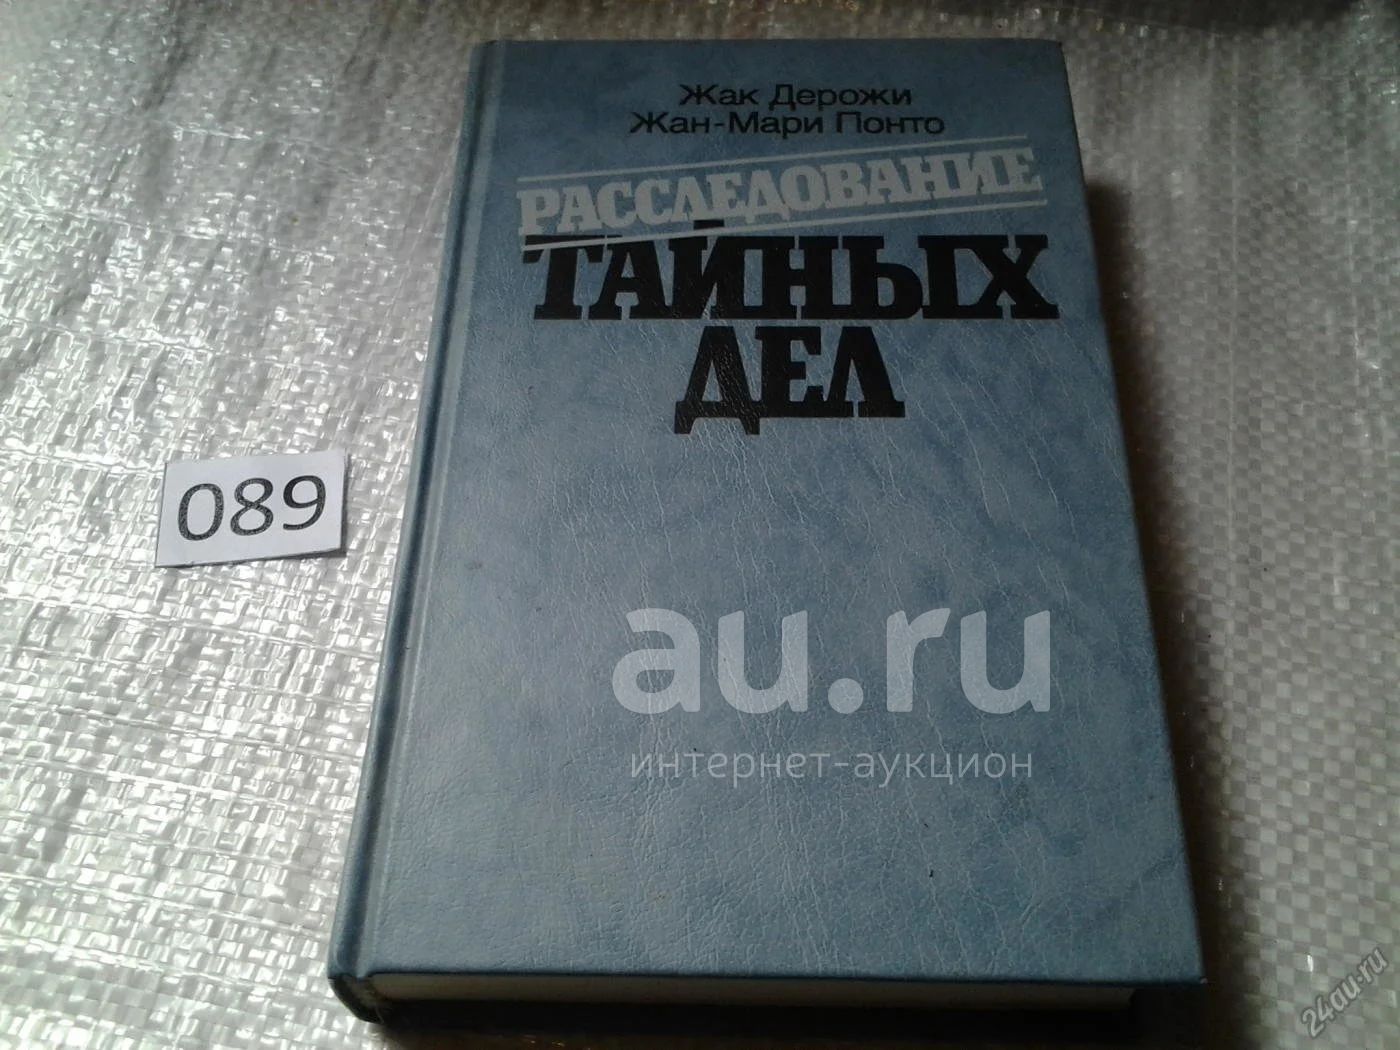 Жак Дерожи
Жан-Мари Понто
РАССЛЕДОВАНИЕ
ТАЙНЫХ
ДЕЛ
089
au.ru
интернет-аукцион
24au.ru